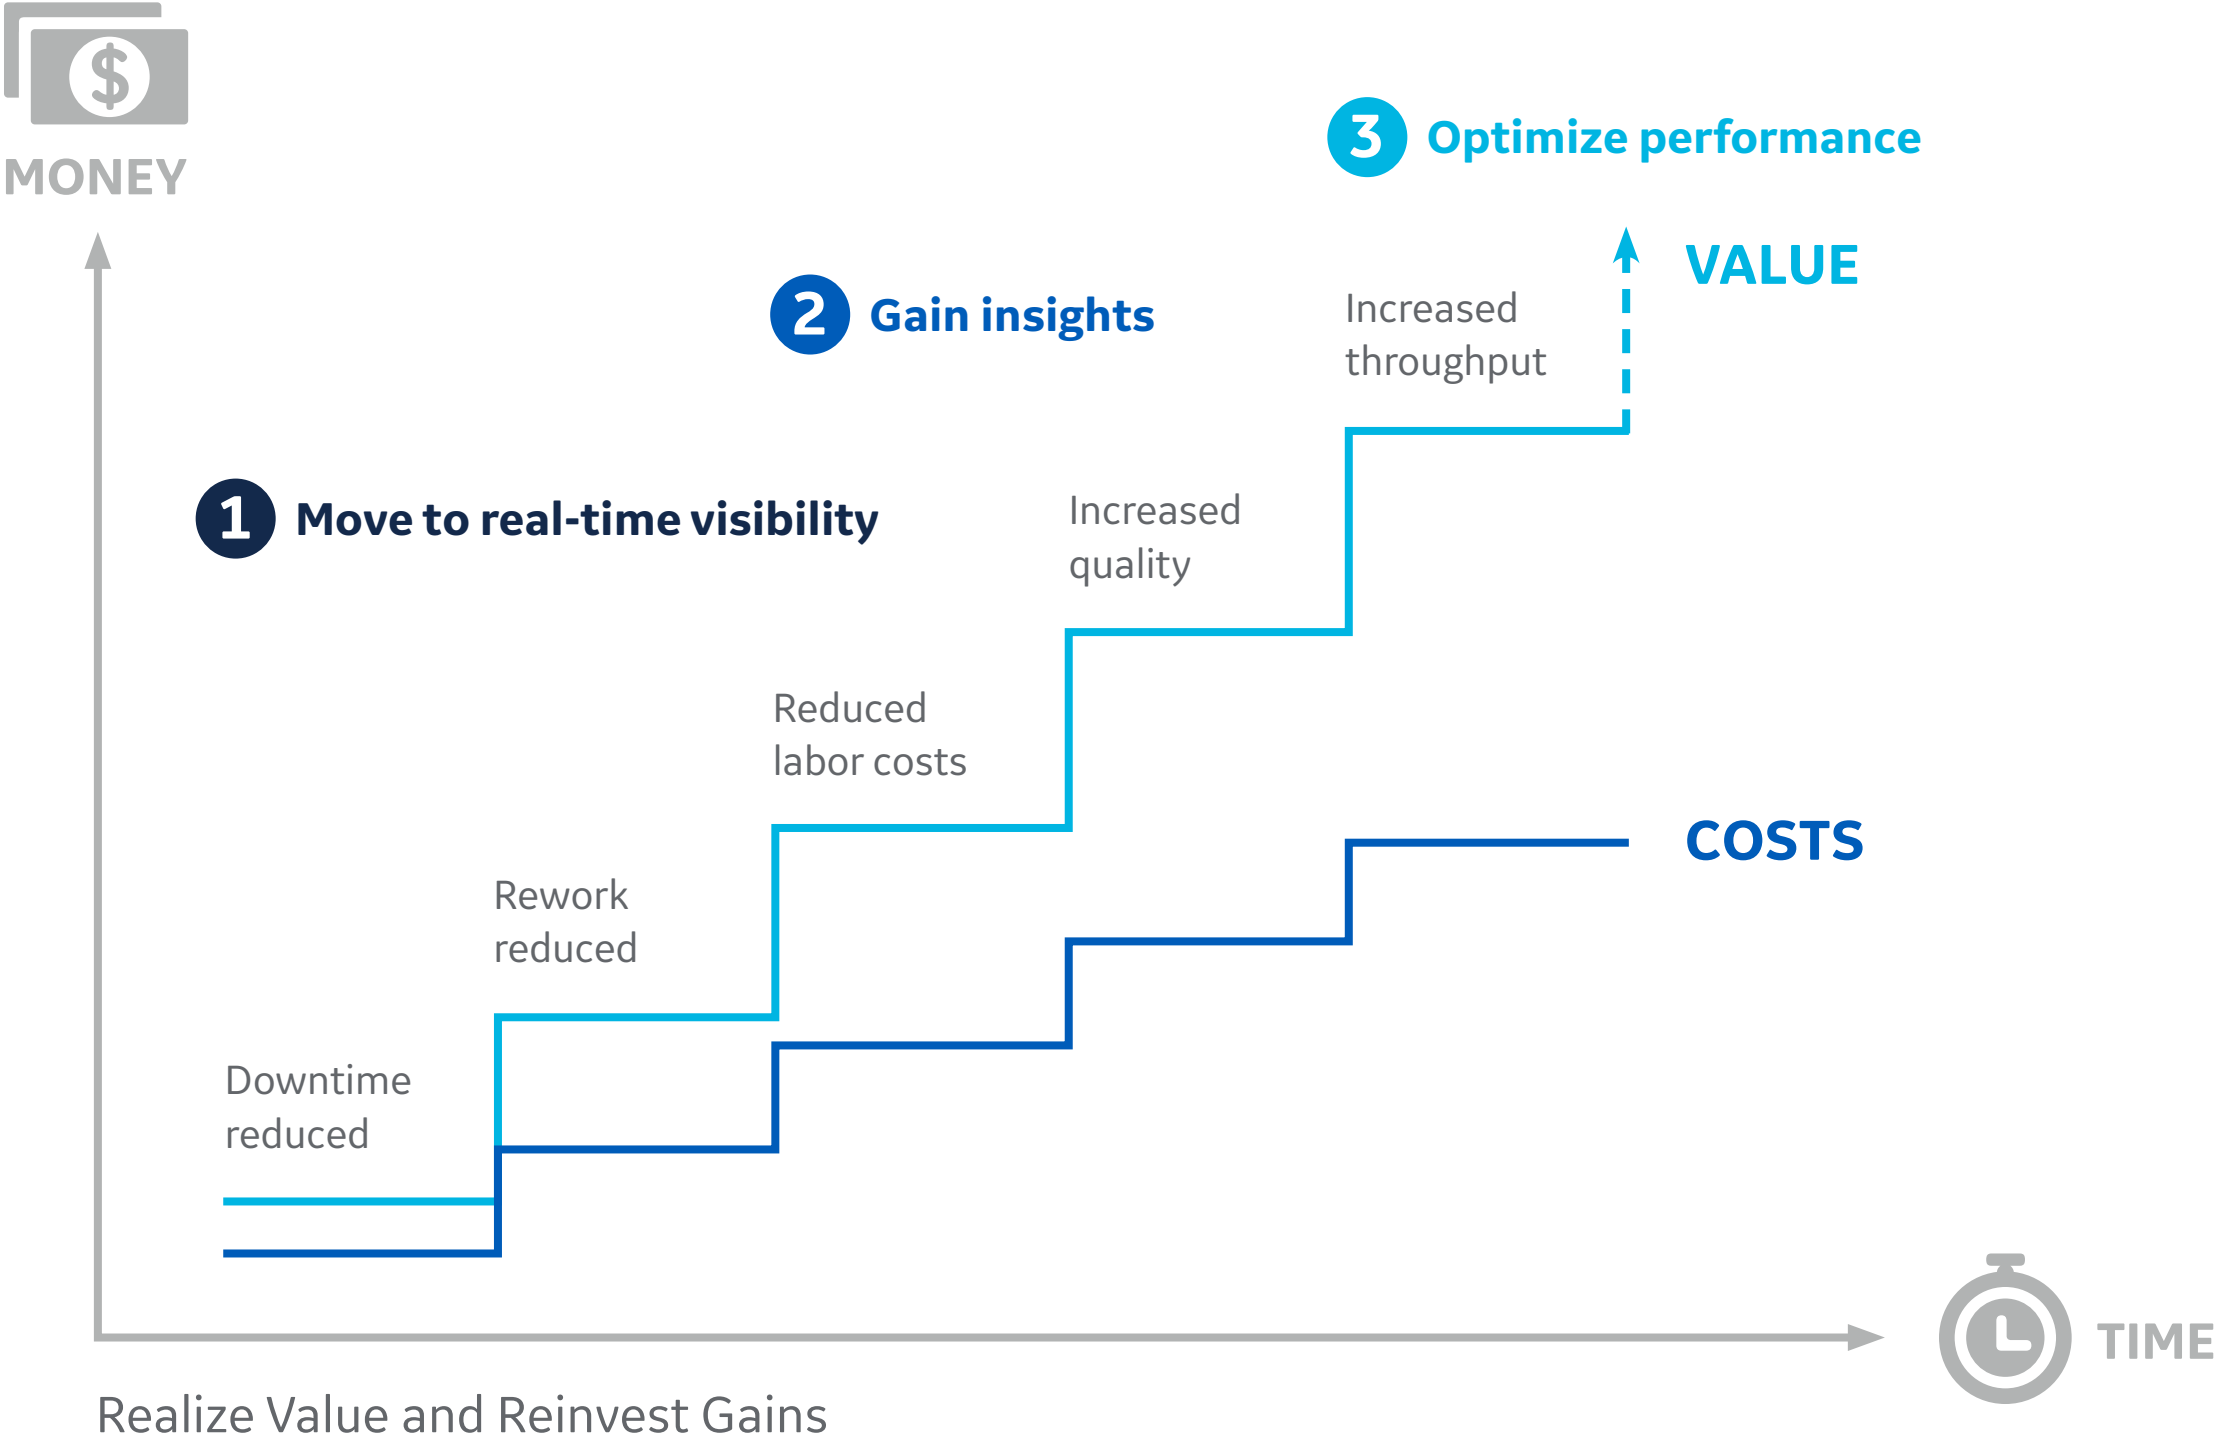 $
MONEY
3 Optimize performance
VALUE
2 Gain insights
Increased
throughput
1 Move to real-time visibility
Increased
quality
Reduced
labor costs
COSTS
Rework
reduced
Downtime
reduced
TIME
Realize Value and Reinvest Gains